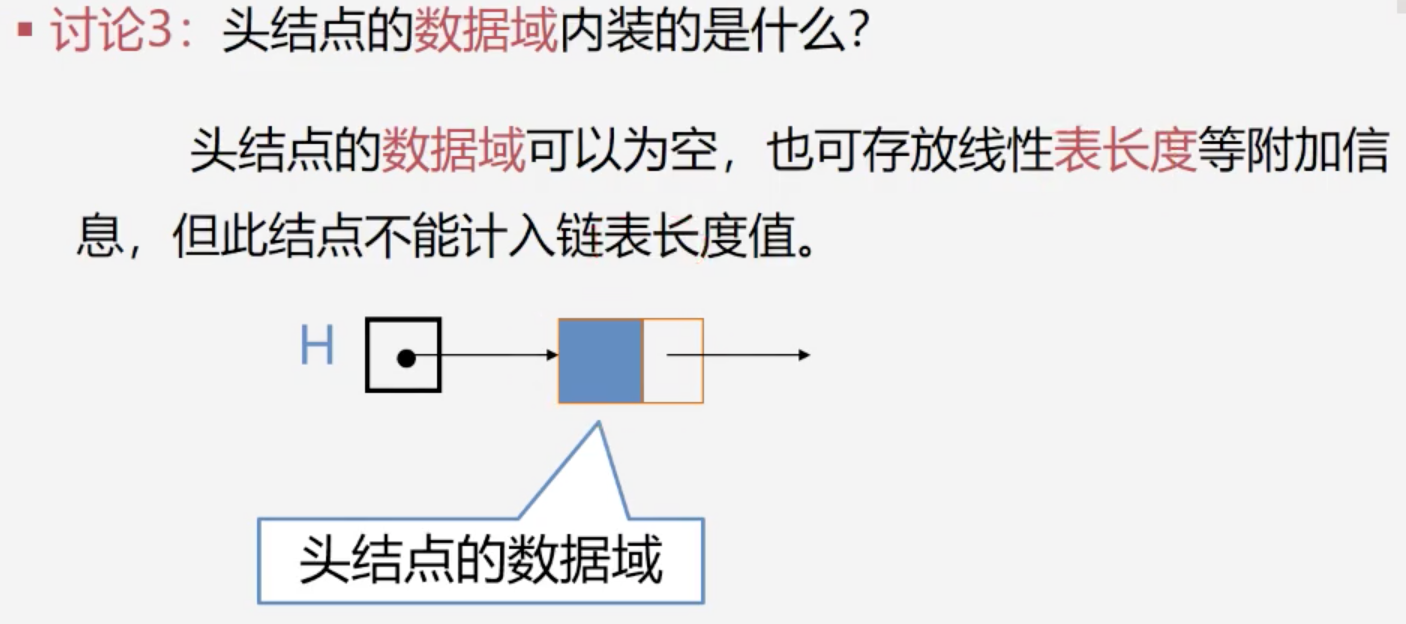 ▪ 讨论3：头结点的数据域内装的是什么？
头结点的数据域可以为空，也可存放线性表长度等附加信
息，但此结点不能计入链表长度值。
H
头结点的数据域